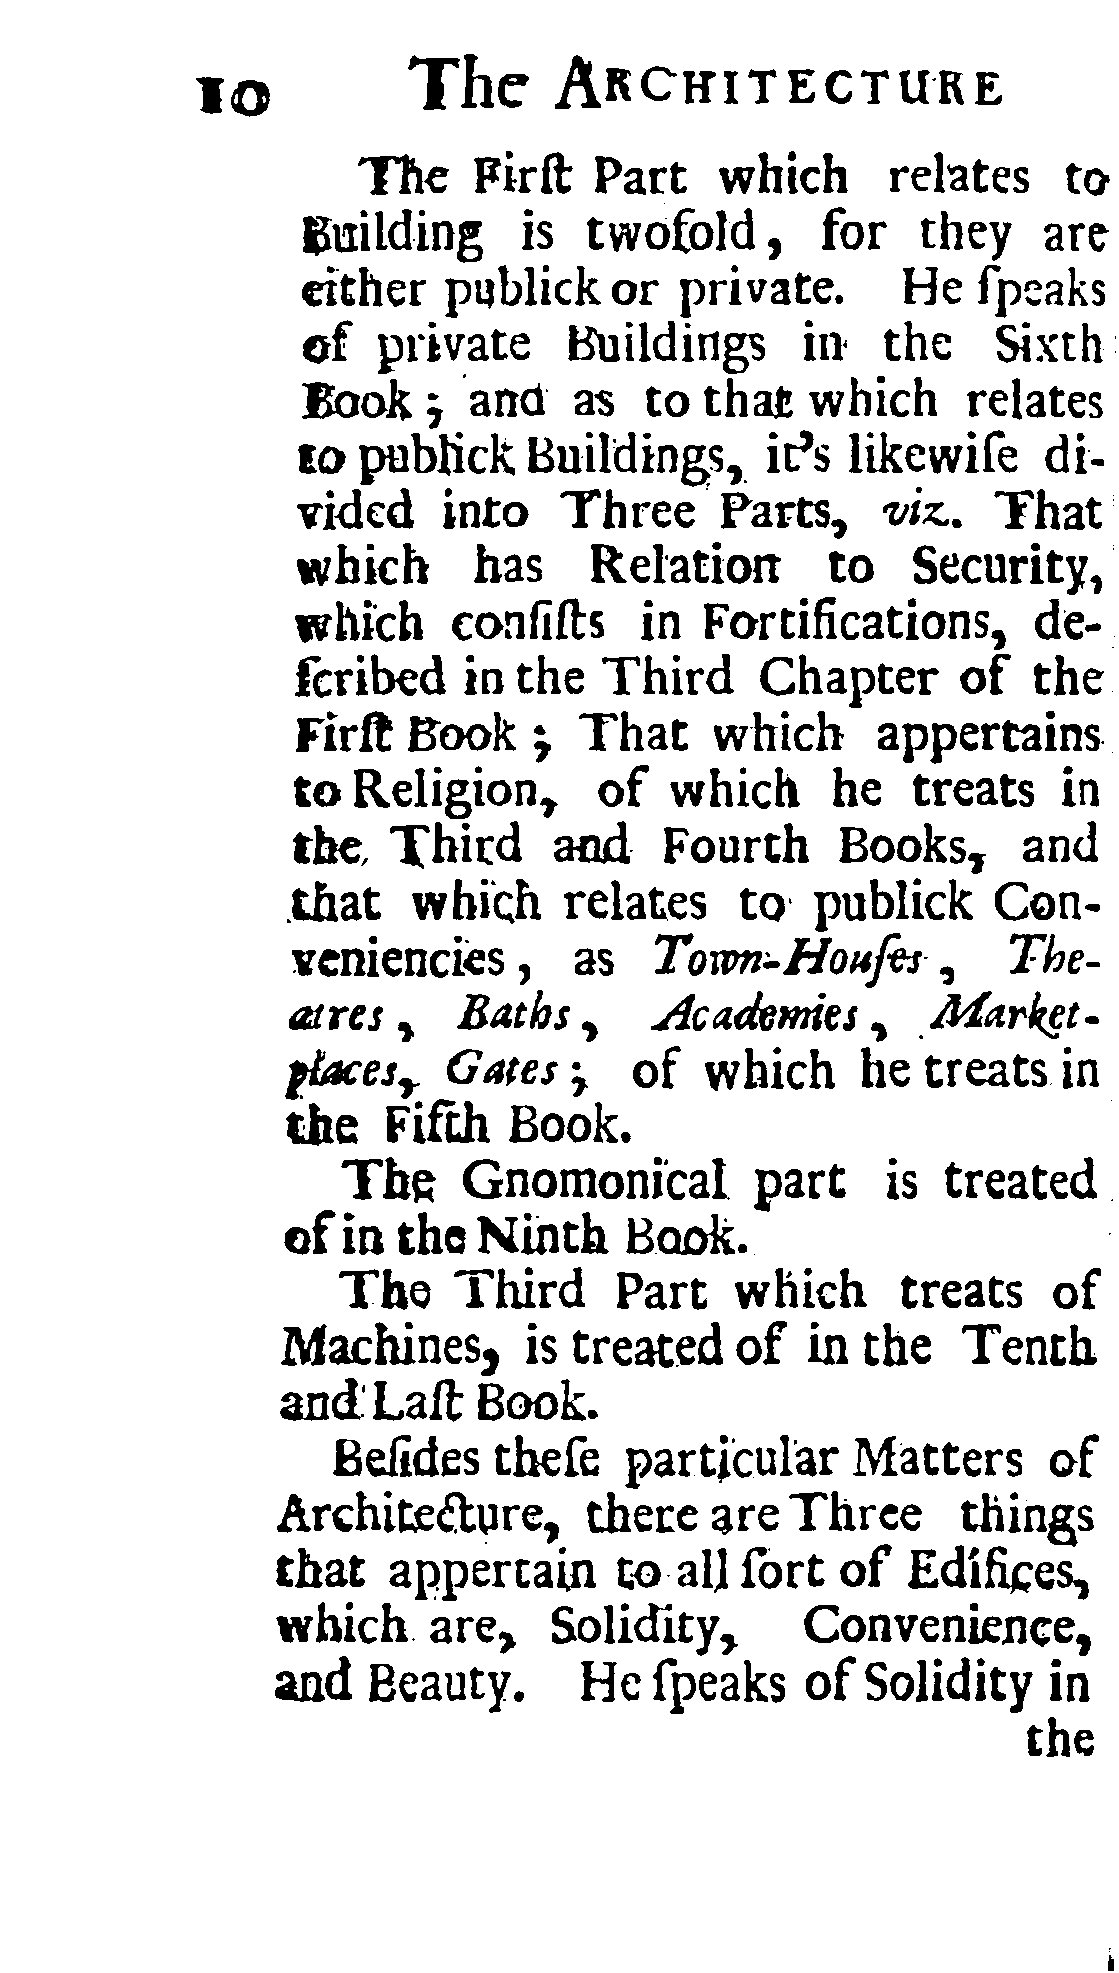 10 The ARCHITECTURE
The Firſt Part which relates to
Building is twofold, for they are
either publick or private. He ſpeaks
of private Buildings in the Sixth
Book; and as to that which relates
to publick Buildings, it's likewiſe di-
vided into Three Parts, viz. That
which has Relation to Security,
which conſiſts in Fortifications, de-
ſcribed in the Third Chapter of the
Firſt Book; That which appertains
to Religion, of which he treats in
the Third and Fourth Books, and
that which relates to publick Con-
veniencies, as Town-Houſes, The-
atres, Baths, Academies, Market-
places, Gates; of which he treats in
the Fifth Book.
The Gnomonical part is treated
of in the Ninth Book.
The Third Part which treats of
Machines, is treated of in the Tenth
and Laſt Book.
Beſides theſe particular Matters of
Architecture, there are Three things
that appertain to all ſort of Edifices,
which are, Solidity, Convenience,
and Beauty. He ſpeaks of Solidity in
the